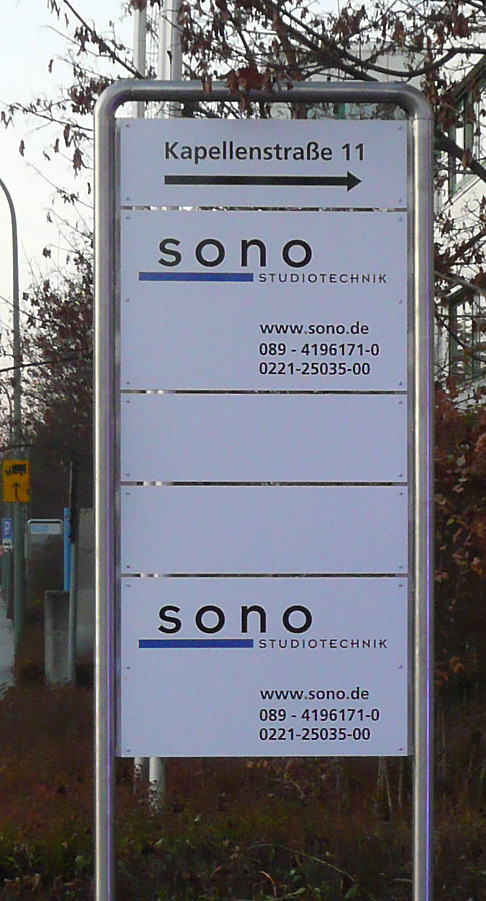 Kapellenstraße 11
sono
STUDIOTECHNIK
www.sono.de
089 - 4196171-0
0221-25035-00
sono
STUDIOTECHNIK
www.sono.de
089 - 4196171-0
0221-25035-00
P